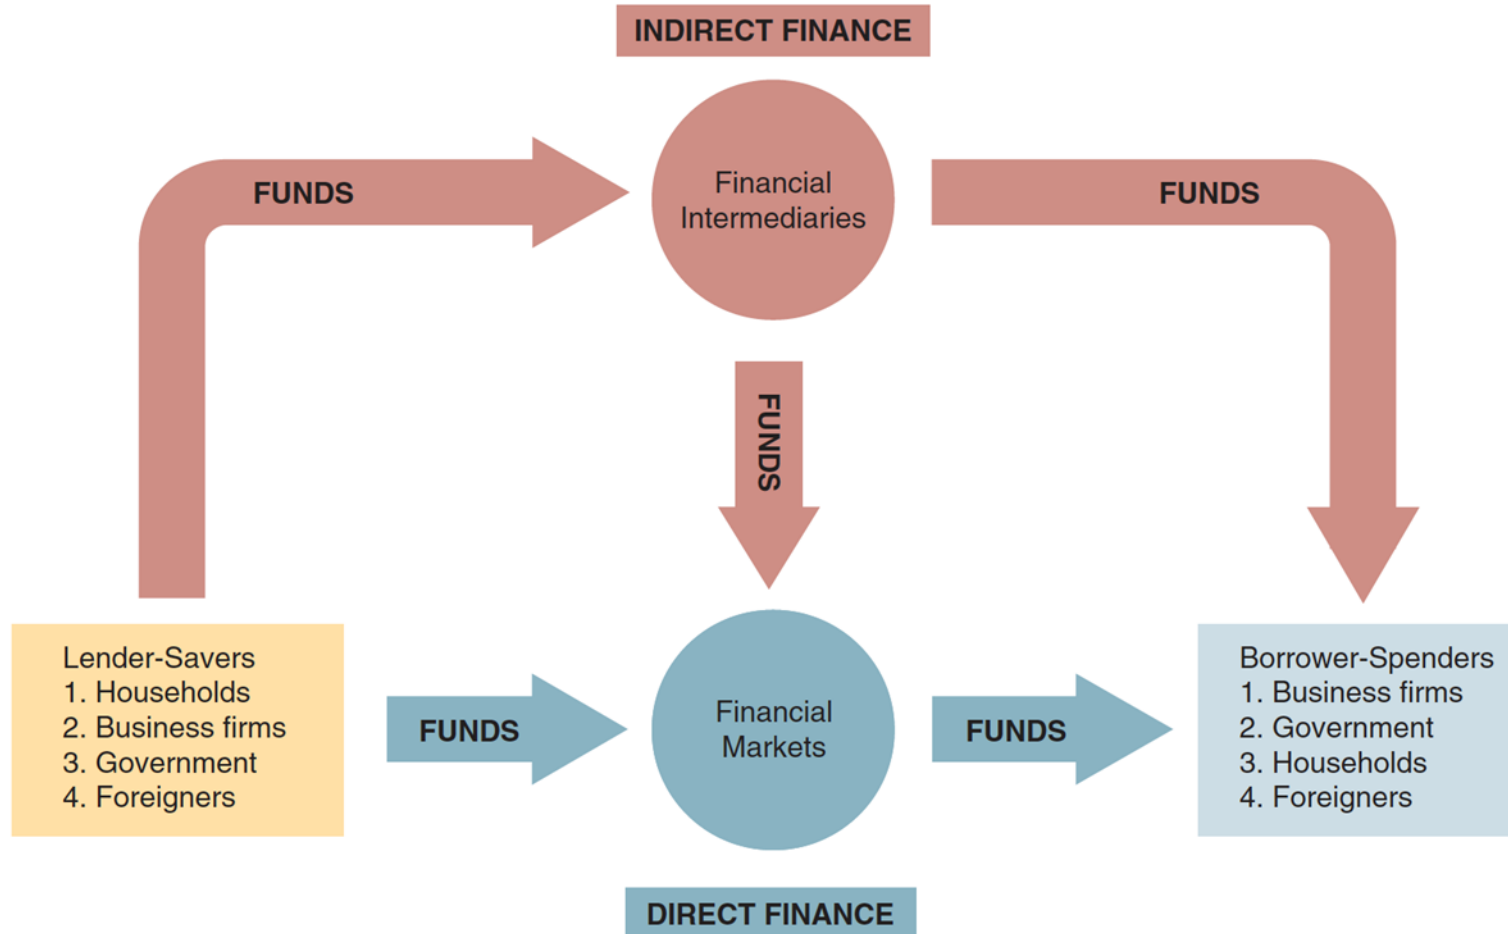 INDIRECT FINANCE
Financial
Intermediaries
FUNDS
FUNDS
FUNDS
Lender-Savers
1. Households
2. Business firms
3. Government
4. Foreigners
FUNDS
Financial
Markets
FUNDS
Borrower-Spenders
1. Business firms
2. Government
3. Households
4. Foreigners
DIRECT FINANCE